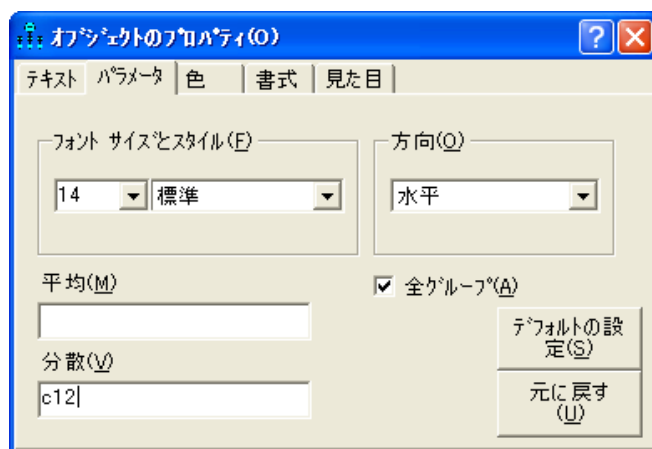 ｵﾌﾞｼﾞｪｸﾄのﾌﾟﾛﾊﾟﾃｨ(O)
ﾃｷｽﾄ ﾊﾟﾗﾒｰﾀ 色 書式 見た目
ﾌｫﾝﾄ ｻｲｽﾞとｽﾀｲﾙ(F) 方向(O)
14 標準 水平
平均(M) 全ｸﾞﾙｰﾌﾟ(A)
ﾃﾞﾌｫﾙﾄの設
定(S)
分散(V)
c12
元に戻す
(U)